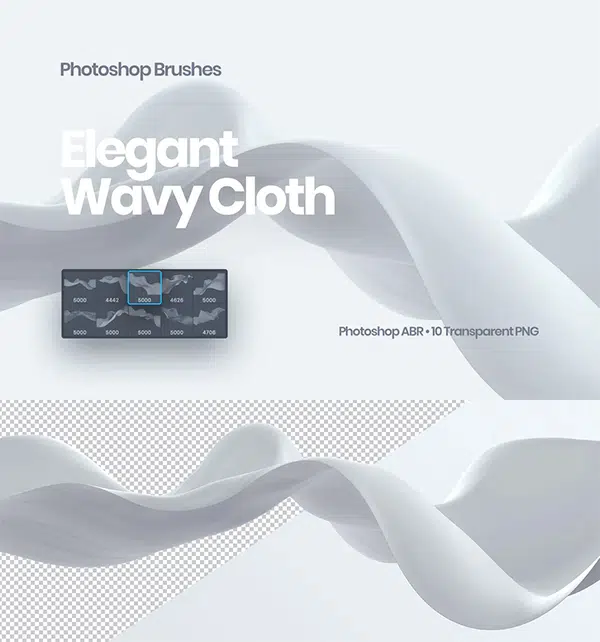 Photoshop Brushes
Elegant
Wavy Cloth
5000 4442 5000 4626 5000
5000 5000 5000 5000 4706
Photoshop ABR • 10 Transparent PNG